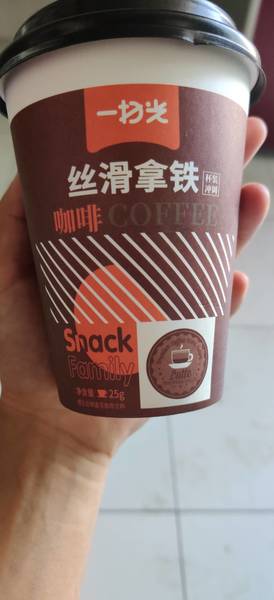 一扫光
丝滑拿铁
杯装
冲调
咖啡 COFFEE
Snack
Family
净含量: 25g